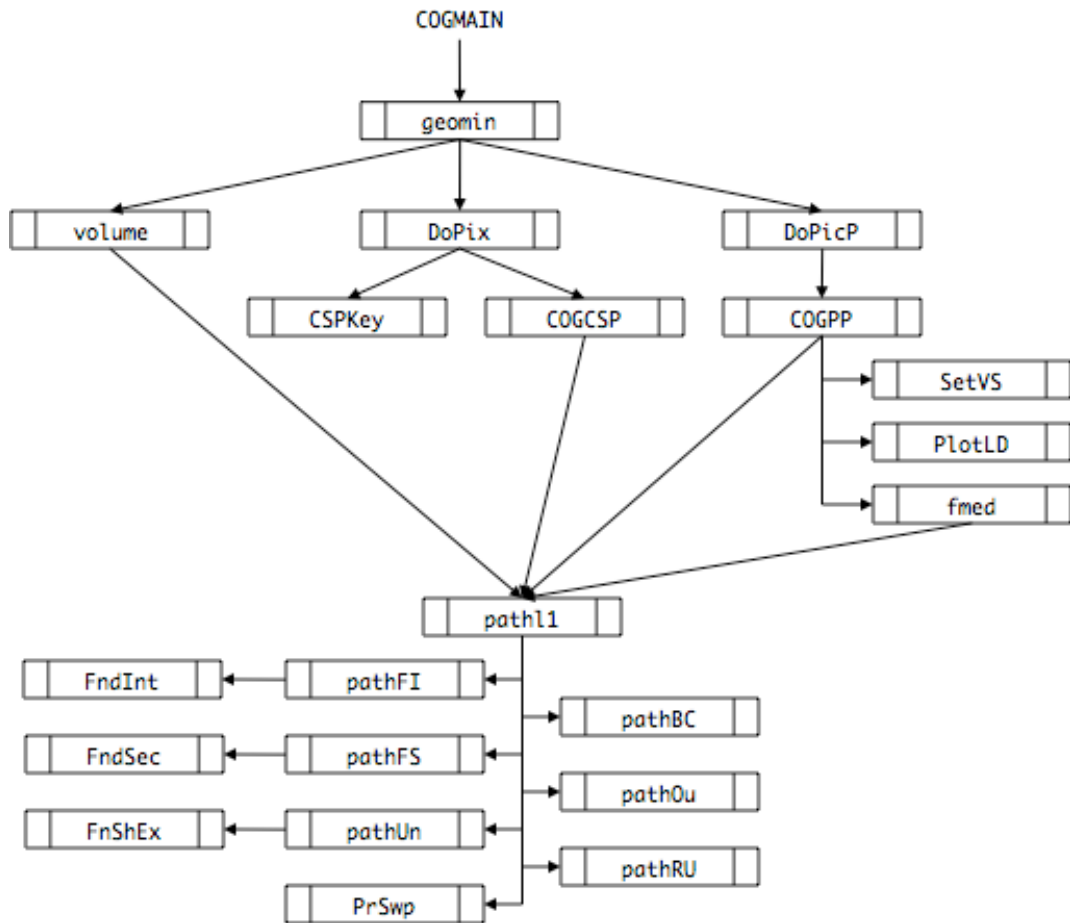 COGMAIN
geomin
volume
DoPix
DoPicP
CSPKey
COGCSP
COGPP
SetVS
PlotLD
fmed
pathl1
FndInt
pathFI
pathBC
FndSec
pathFS
pathOu
FnShEx
pathUn
pathRU
PrSwp